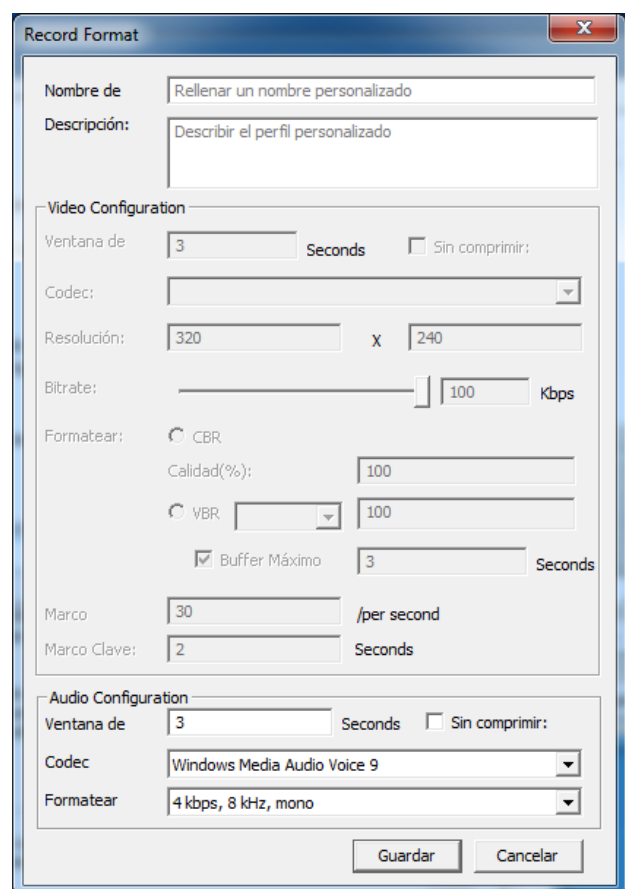 Record Format
Nombre de Rellenar un nombre personalizado
Descripción: Describir el perfil personalizado
Video Configuration
Ventana de 3 Seconds Sin comprimir:
Codec:
Resolución: 320 X 240
Bitrate: 100 Kbps
Formatear: CBR
Calidad(%): 100
VBR 100
Buffer Máximo 3 Seconds
Marco 30 /per second
Marco Clave: 2 Seconds
Audio Configuration
Ventana de 3 Seconds Sin comprimir:
Codec Windows Media Audio Voice 9
Formatear 4 kbps, 8 kHz, mono
Guardar Cancelar